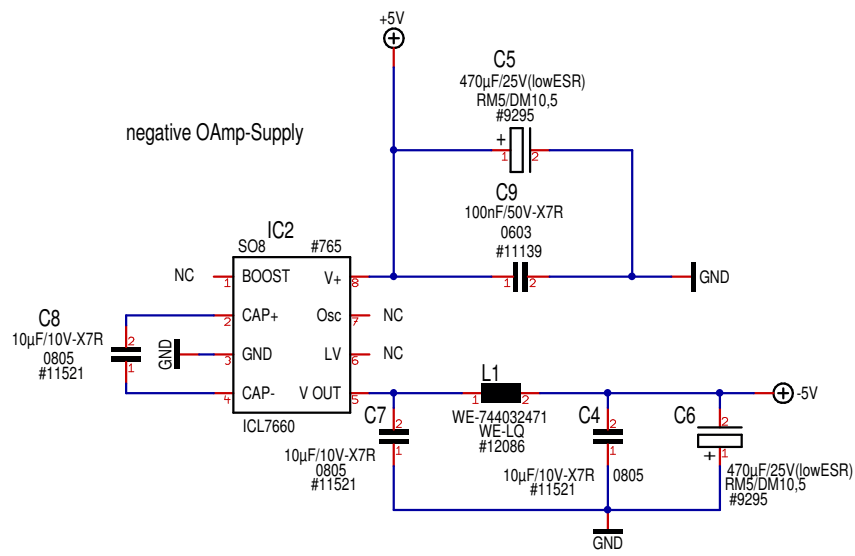 +5V
C5
470µF/25V(lowESR)
RM5/DM10,5
#9295
+
1 2
negative OAmp-Supply
C9
100nF/50V-X7R
0603
#11139
1 2
GND
IC2
SO8 #765
NC 1 BOOST V+ 8
2 CAP+ Osc 7 NC
GND 3 GND LV 6 NC
4 CAP- V OUT 5
ICL7660
C8
10µF/10V-X7R
0805
#11521
2
1
L1
1 2
WE-744032471
WE-LQ
#12086
C7
2
1
10µF/10V-X7R
0805
#11521
C4
2
1
10µF/10V-X7R 0805
#11521
C6
2
1
+
470µF/25V(lowESR)
RM5/DM10,5
#9295
-5V
GND